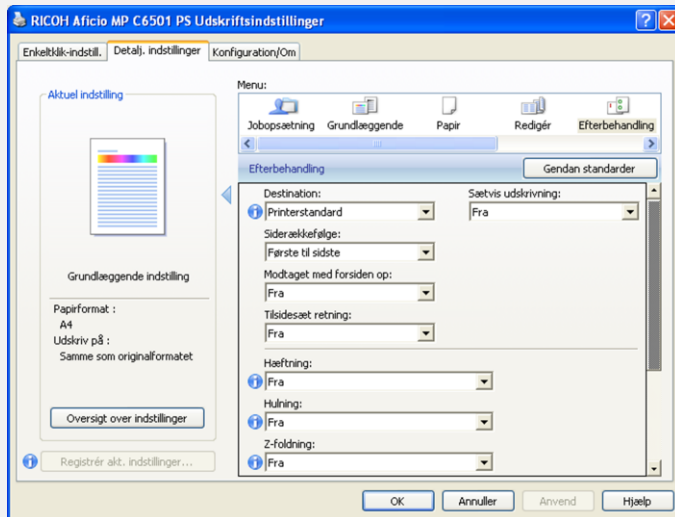 RICOH Aficio MP C6501 PS Udskriftsindstillinger
Enkeltklik-indstill.
Detalj. indstillinger
Konfiguration/Om
Aktuel indstilling
Grundlæggende indstilling
Papirformat :
A4
Udskriv på :
Samme som originalformatet
Oversigt over indstillinger
Registrér akt. indstillinger...
Menu:
Jobopsætning
Grundlæggende
Papir
Redigér
Efterbehandling
Efterbehandling
Gendan standarder
Destination:
Printerstandard
Sætvis udskrivning:
Fra
Siderækkefølge:
Første til sidste
Modtaget med forsiden op:
Fra
Tilsidesæt retning:
Fra
Hæftning:
Fra
Hulning:
Fra
Z-foldning:
Fra
OK
Annuller
Anvend
Hjælp